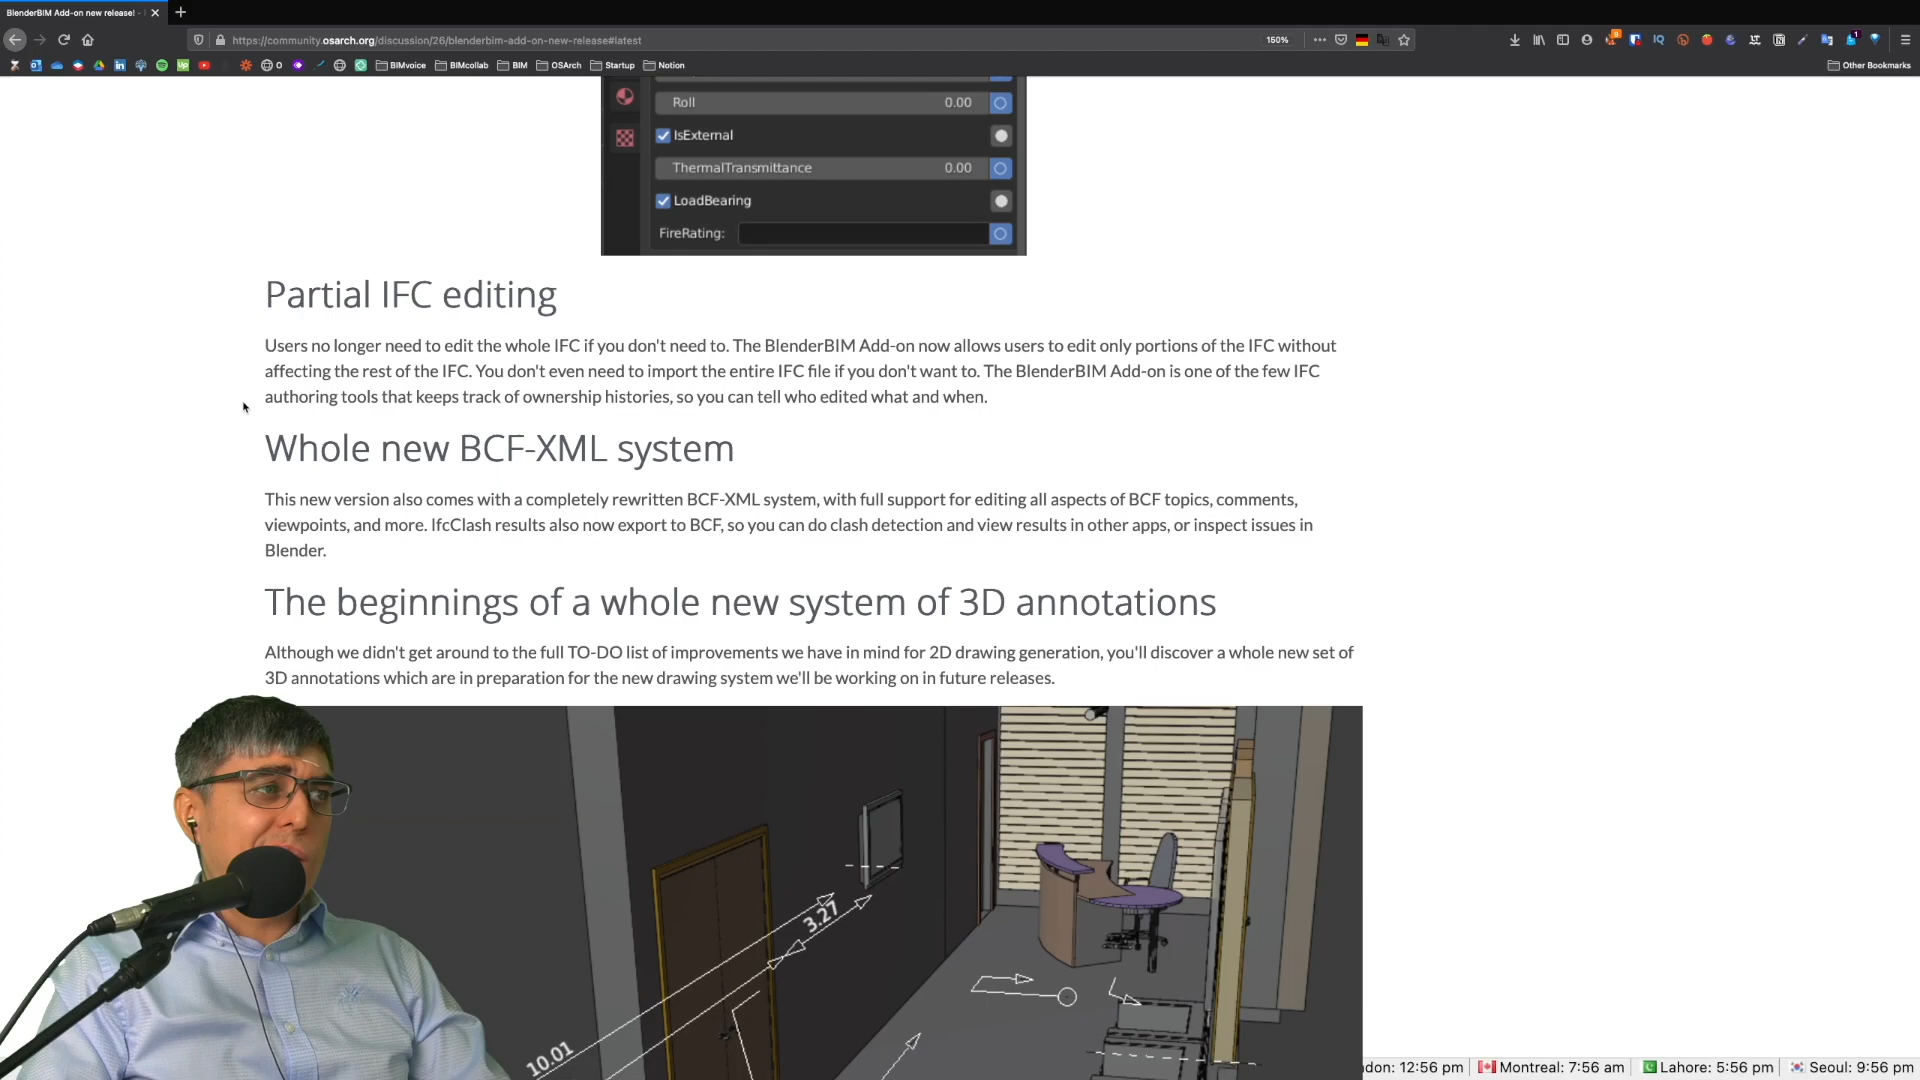 BlenderBIM Add-on new release! -
https://community.osarch.org/discussion/26/blenderbim-add-on-new-release#latest
150%
BIMvoice
BIMcollab
BIM
OSArch
Startup
Notion
Other Bookmarks
Roll 0.00
IsExternal
ThermalTransmittance 0.00
LoadBearing
FireRating:
Partial IFC editing
Users no longer need to edit the whole IFC if you don't need to. The BlenderBIM Add-on now allows users to edit only portions of the IFC without
affecting the rest of the IFC. You don't even need to import the entire IFC file if you don't want to. The BlenderBIM Add-on is one of the few IFC
authoring tools that keeps track of ownership histories, so you can tell who edited what and when.
Whole new BCF-XML system
This new version also comes with a completely rewritten BCF-XML system, with full support for editing all aspects of BCF topics, comments,
viewpoints, and more. IfcClash results also now export to BCF, so you can do clash detection and view results in other apps, or inspect issues in
Blender.
The beginnings of a whole new system of 3D annotations
Although we didn't get around to the full TO-DO list of improvements we have in mind for 2D drawing generation, you'll discover a whole new set of
3D annotations which are in preparation for the new drawing system we'll be working on in future releases.
3.27
10.01
don: 12:56 pm
Montreal: 7:56 am
Lahore: 5:56 pm
Seoul: 9:56 pm